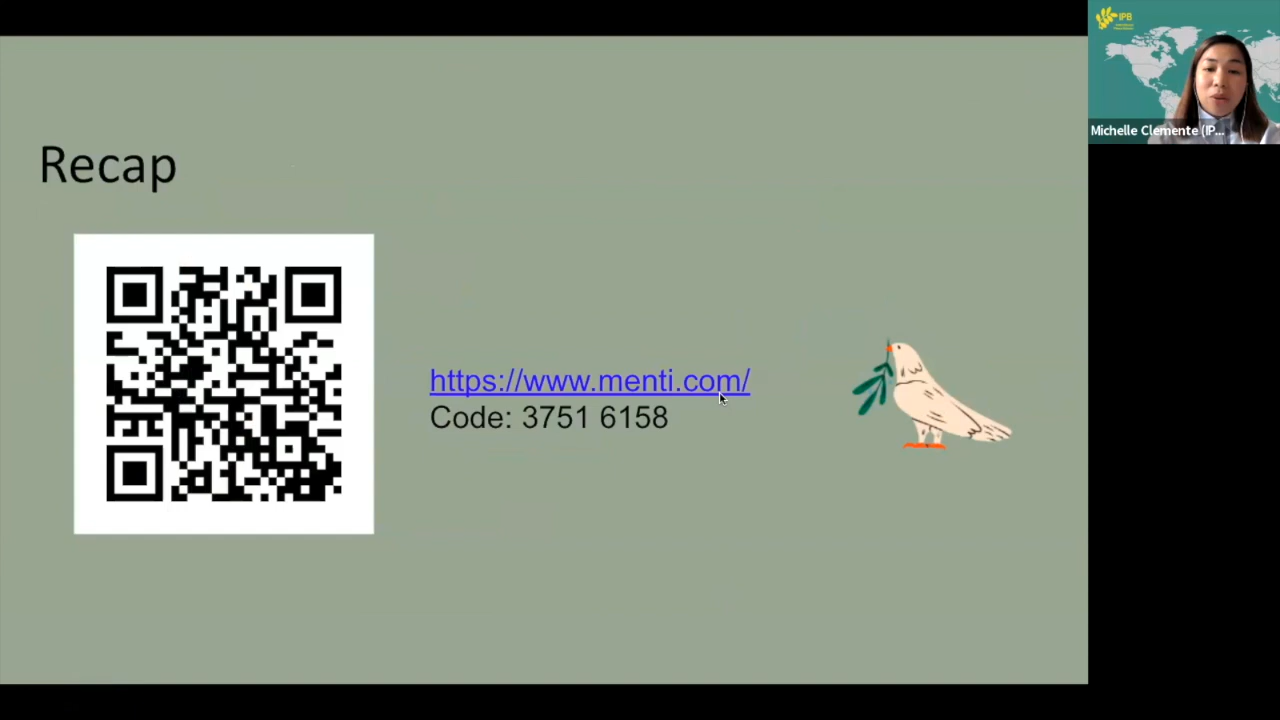 Recap
https://www.menti.com/
Code: 3751 6158
IPB
Michelle Clemente (IP...